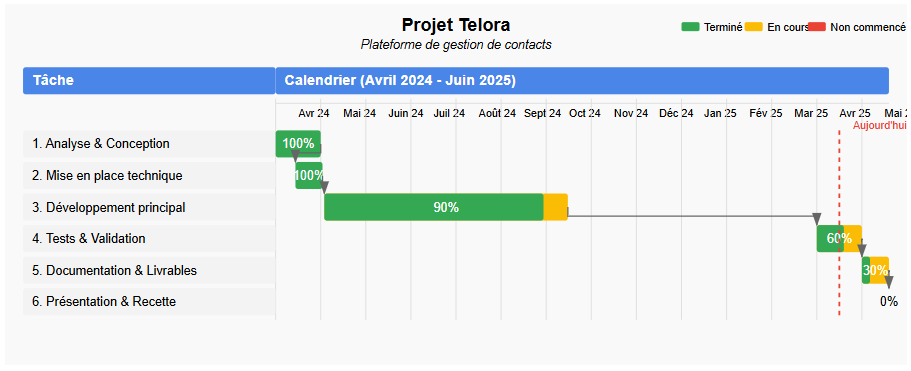 Projet Telora
Plateforme de gestion de contacts
Terminé En cours Non commencé
Tâche Calendrier (Avril 2024 - Juin 2025)
Avr 24 Mai 24 Juin 24 Juil 24 Août 24 Sept 24 Oct 24 Nov 24 Déc 24 Jan 25 Fév 25 Mar 25 Avr 25 Mai 2
Aujourd'hui
1. Analyse & Conception 100%
2. Mise en place technique 100%
3. Développement principal 90%
4. Tests & Validation 60%
5. Documentation & Livrables 30%
6. Présentation & Recette 0%